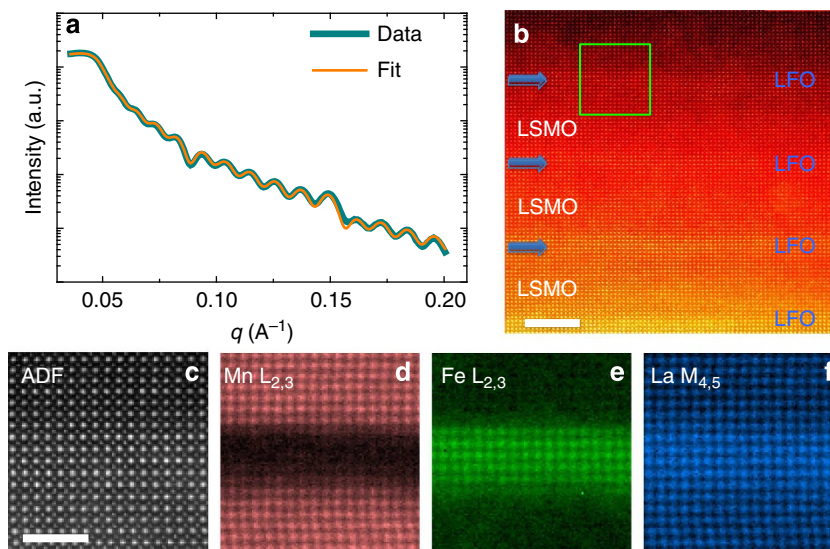 a
Data
Fit
Intensity (a.u.)
0.05
0.10
0.15
0.20
q (A⁻¹)
b
LFO
LSMO
LFO
LSMO
LFO
LSMO
LFO
ADF
c
Mn L2,3
d
Fe L2,3
e
La M4,5
f